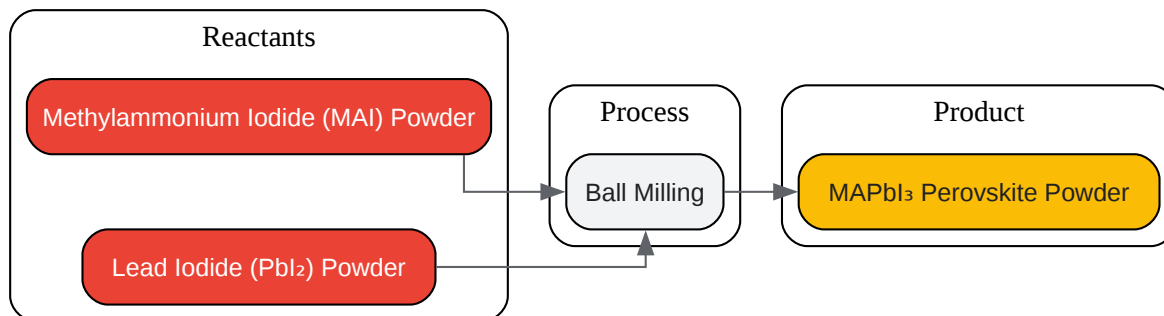 Reactants
Methylammonium Iodide (MAI) Powder
Lead Iodide (PbI₂) Powder
Process
Ball Milling
Product
MAPbI₃ Perovskite Powder